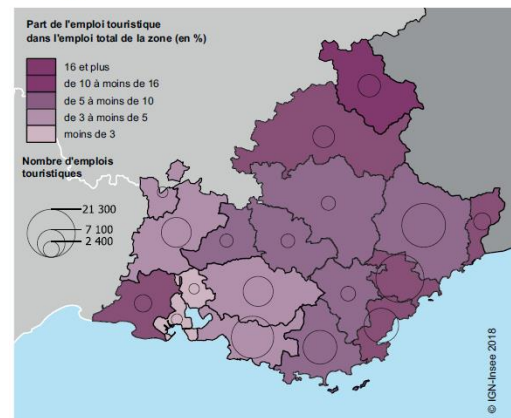 Part de l'emploi touristique
dans l'emploi total de la zone (en %)
16 et plus
de 10 à moins de 16
de 5 à moins de 10
de 3 à moins de 5
moins de 3
Nombre d'emplois
touristiques
21 300
7 100
2 400
© IGN-Insee 2018